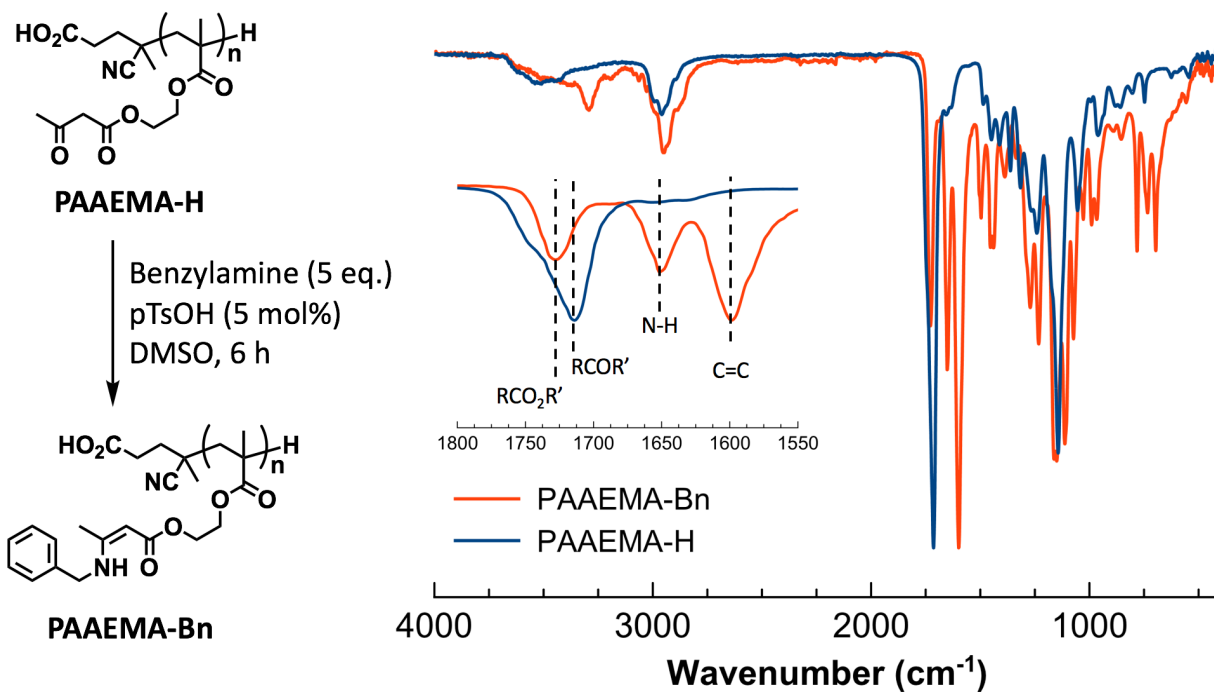 HO2C
H
n
NC
O
O
O
O
O
PAAEMA-H
Benzylamine (5 eq.)
pTsOH (5 mol%)
DMSO, 6 h
HO2C
H
n
NC
O
O
O
NH
O
PAAEMA-Bn
N-H
RCOR’
C=C
RCO2R’
1800 1750 1700 1650 1600 1550
PAAEMA-Bn
PAAEMA-H
4000 3000 2000 1000
Wavenumber (cm-1)